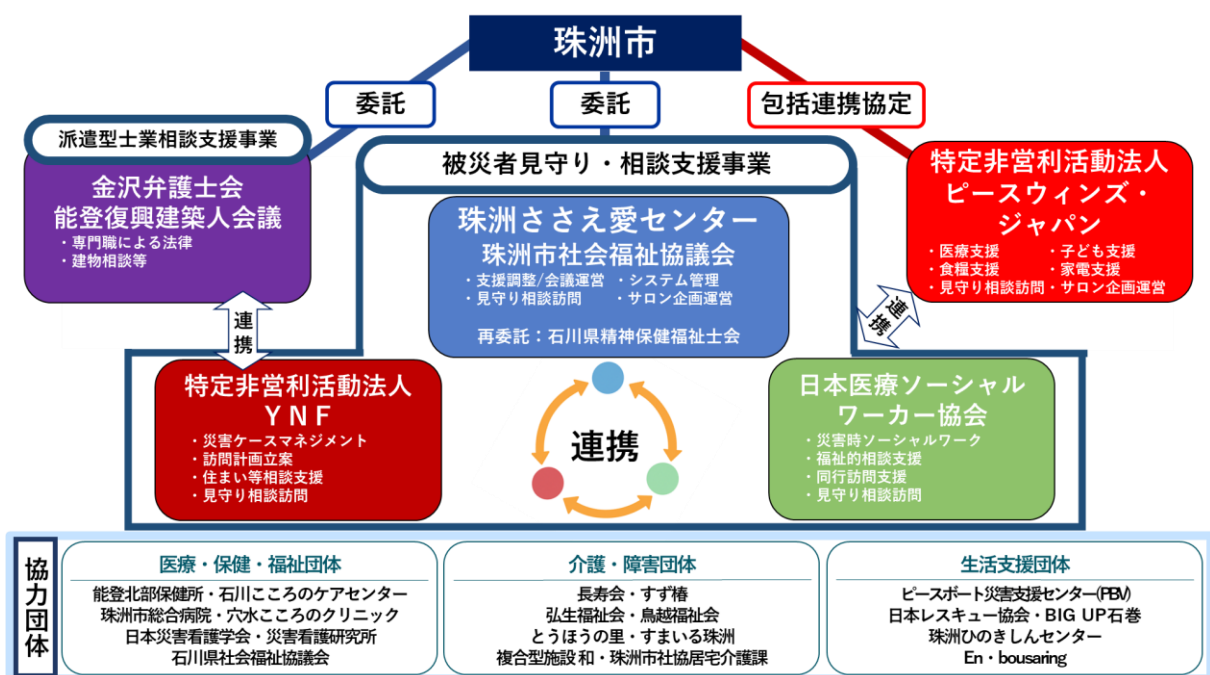 珠洲市
委託
委託
包括連携協定
派遣型士業相談支援事業
金沢弁護士会
能登復興建築人会議
・専門職による法律
・建物相談等
被災者見守り・相談支援事業
珠洲ささえ愛センター
珠洲市社会福祉協議会
・支援調整/会議運営 ・システム管理
・見守り相談訪問 ・サロン企画運営
再委託：石川県精神保健福祉士会
特定非営利活動法人
ピースウィンズ・
ジャパン
・医療支援 ・子ども支援
・食糧支援 ・家電支援
・見守り相談訪問・サロン企画運営
連携
連携
特定非営利活動法人
ＹＮＦ
・災害ケースマネジメント
・訪問計画立案
・住まい等相談支援
・見守り相談訪問
連携
日本医療ソーシャル
ワーカー協会
・災害時ソーシャルワーク
・福祉的相談支援
・同行訪問支援
・見守り相談訪問
協力団体
医療・保健・福祉団体
能登北部保健所・石川こころのケアセンター
珠洲市総合病院・穴水こころのクリニック
日本災害看護学会・災害看護研究所
石川県社会福祉協議会
介護・障害団体
長寿会・すず椿
弘生福祉会・鳥越福祉会
とうほうの里・すまいる珠洲
複合型施設 和・珠洲市社協居宅介護課
生活支援団体
ピースボート災害支援センター(PBV)
日本レスキュー協会・BIG UP石巻
珠洲ひのきしんセンター
En・bousaring